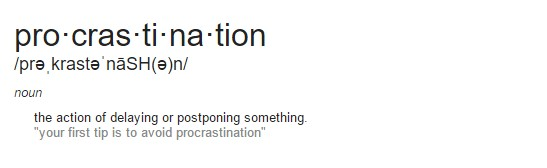 pro·cras·ti·na·tion
/prəˌkrastəˈnāSH(ə)n/
noun
the action of delaying or postponing something.
"your first tip is to avoid procrastination"